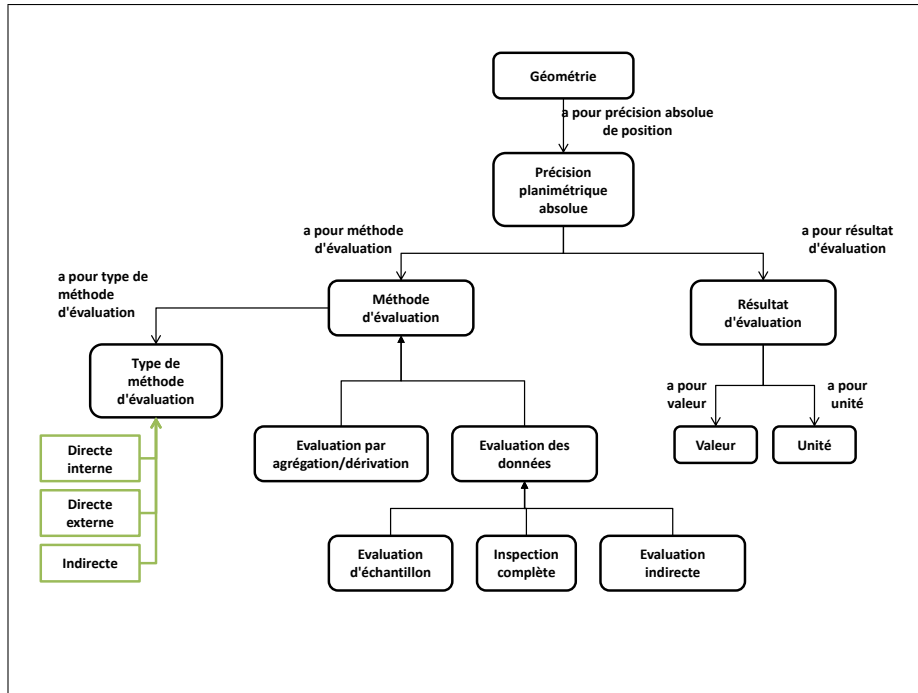 Géométrie
a pour précision absolue
de position
Précision
planimétrique
absolue
a pour méthode
d'évaluation
a pour résultat
d'évaluation
a pour type de
méthode
d'évaluation
Méthode
d'évaluation
Résultat
d'évaluation
Type de
méthode
d'évaluation
a pour
valeur
a pour
unité
Directe
interne
Evaluation par
agrégation/dérivation
Evaluation des
données
Valeur
Unité
Directe
externe
Indirecte
Evaluation
d'échantillon
Inspection
complète
Evaluation
indirecte